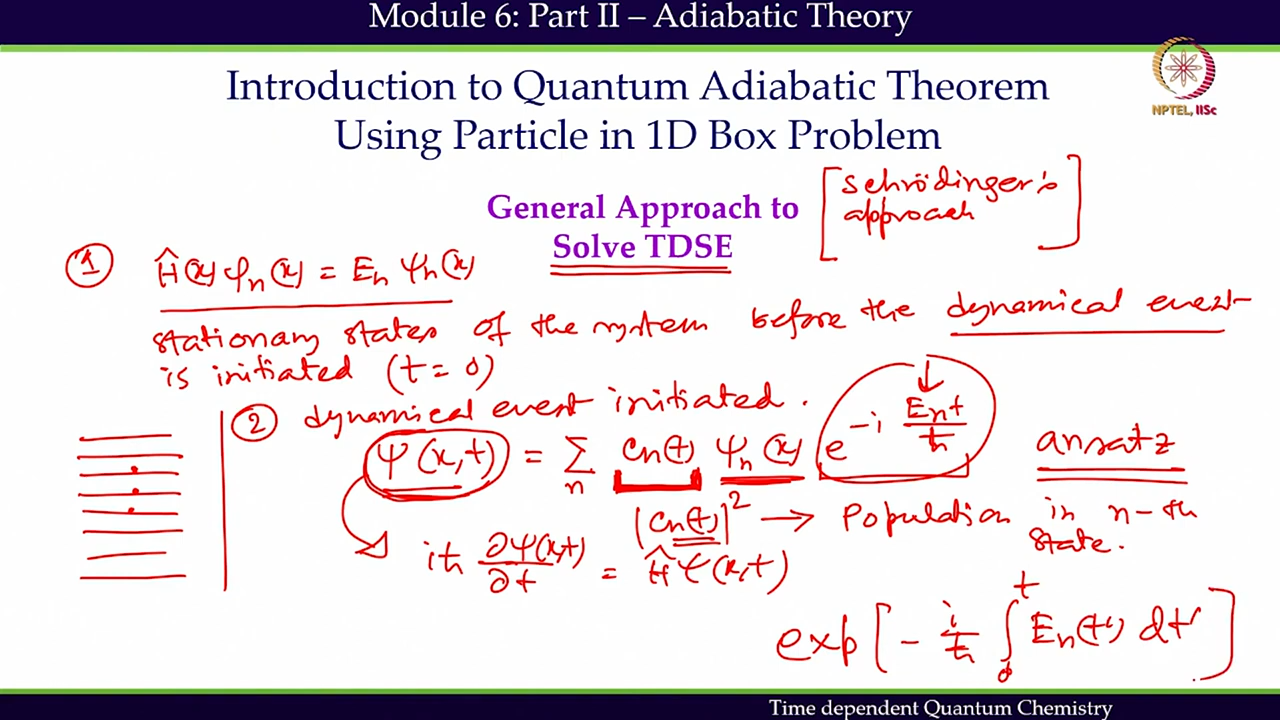 Module 6: Part II – Adiabatic Theory
Introduction to Quantum Adiabatic Theorem
Using Particle in 1D Box Problem
NPTEL, IISc
General Approach to
Solve TDSE
[Schrödinger's
approach]
① Ĥ(x) ψₙ(x) = Eₙ ψₙ(x)
stationary states of the system before the dynamical event
is initiated (t = 0)
② dynamical event initiated.
ψ(x,t) = Σₙ Cₙ(t) ψₙ(x) e^(-i Eₙt/ħ) ansatz
|Cₙ(t)|² → Population in n-th
state.
iħ ∂ψ(x,t)/∂t = Ĥ ψ(x,t)
exp[-i/ħ ∫₀ᵗ Eₙ(t') dt']
Time dependent Quantum Chemistry